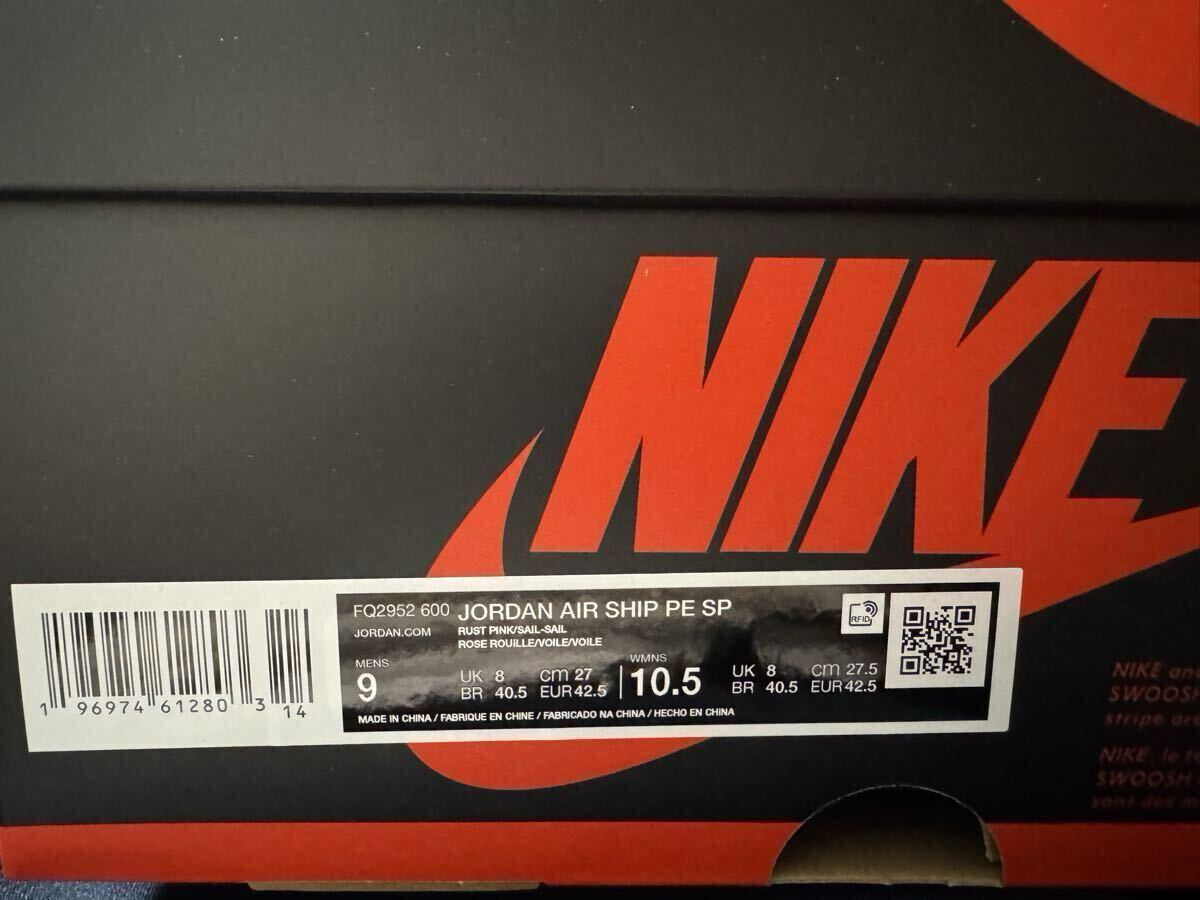 NIKE
FQ2952 600 JORDAN AIR SHIP PE SP
JORDAN.COM
RUST PINK/SAIL-SAIL
ROSE ROUILLE/VOILE/VOILE
RFID
MENS
9
UK 8 cm 27
BR 40.5 EUR 42.5
WMNS
10.5
UK 8 cm 27.5
BR 40.5 EUR 42.5
MADE IN CHINA / FABRIQUE EN CHINE / FABRICADO NA CHINA / HECHO EN CHINA
1 96974 61280 3 14
NIKE
SWOOSH
stripe
NIKE, le
SWOOSH
sont des